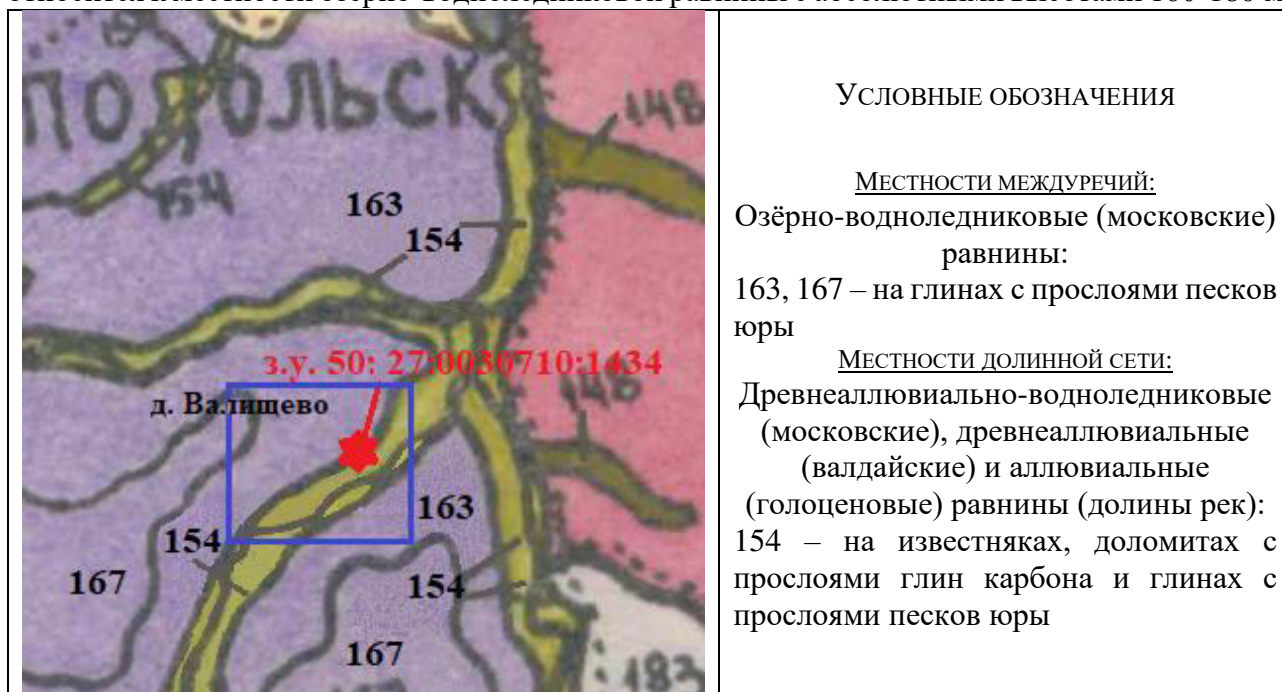 ПОДОЛЬСК
148
154
163
154
з.у. 50: 27:0030710:1434
д. Валищево
163
154
167
154
167
183
УСЛОВНЫЕ ОБОЗНАЧЕНИЯ
МЕСТНОСТИ МЕЖДУРЕЧИЙ:
Озёрно-водноледниковые (московские)
равнины:
163, 167 – на глинах с прослоями песков
юры
МЕСТНОСТИ ДОЛИННОЙ СЕТИ:
Древнеаллювиально-водноледниковые
(московские), древнеаллювиальные
(валдайские) и аллювиальные
(голоценовые) равнины (долины рек):
154 – на известняках, доломитах с
прослоями глин карбона и глинах с
прослоями песков юры